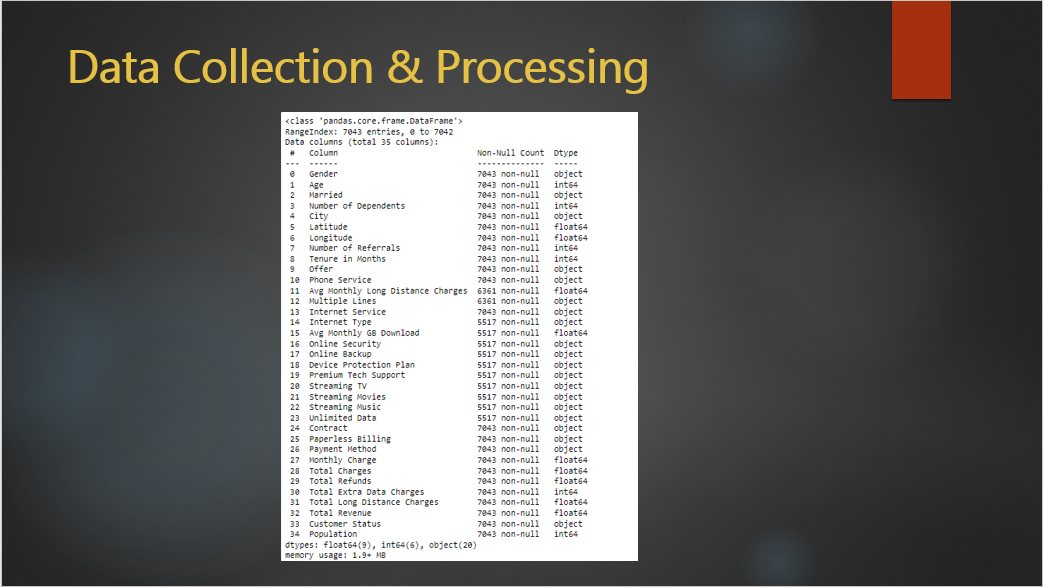 Data Collection & Processing
<class 'pandas.core.frame.DataFrame'>
RangeIndex: 7043 entries, 0 to 7042
Data columns (total 35 columns):
 #   Column                             Non-Null Count  Dtype
---  ------                             --------------  -----
 0   Gender                             7043 non-null   object
 1   Age                                7043 non-null   int64
 2   Married                            7043 non-null   object
 3   Number of Dependents               7043 non-null   int64
 4   City                               7043 non-null   object
 5   Latitude                           7043 non-null   float64
 6   Longitude                          7043 non-null   float64
 7   Number of Referrals                7043 non-null   int64
 8   Tenure in Months                   7043 non-null   int64
 9   Offer                              7043 non-null   object
 10  Phone Service                      7043 non-null   object
 11  Avg Monthly Long Distance Charges  6361 non-null   float64
 12  Multiple Lines                     6361 non-null   object
 13  Internet Service                   7043 non-null   object
 14  Internet Type                      5517 non-null   object
 15  Avg Monthly GB Download            5517 non-null   float64
 16  Online Security                    5517 non-null   object
 17  Online Backup                      5517 non-null   object
 18  Device Protection Plan             5517 non-null   object
 19  Premium Tech Support               5517 non-null   object
 20  Streaming TV                       5517 non-null   object
 21  Streaming Movies                   5517 non-null   object
 22  Streaming Music                    5517 non-null   object
 23  Unlimited Data                     5517 non-null   object
 24  Contract                           7043 non-null   object
 25  Paperless Billing                  7043 non-null   object
 26  Payment Method                     7043 non-null   object
 27  Monthly Charge                     7043 non-null   float64
 28  Total Charges                      7043 non-null   float64
 29  Total Refunds                      7043 non-null   float64
 30  Total Extra Data Charges           7043 non-null   int64
 31  Total Long Distance Charges        7043 non-null   float64
 32  Total Revenue                      7043 non-null   float64
 33  Customer Status                    7043 non-null   object
 34  Population                         7043 non-null   int64
dtypes: float64(9), int64(6), object(20)
memory usage: 1.9+ MB